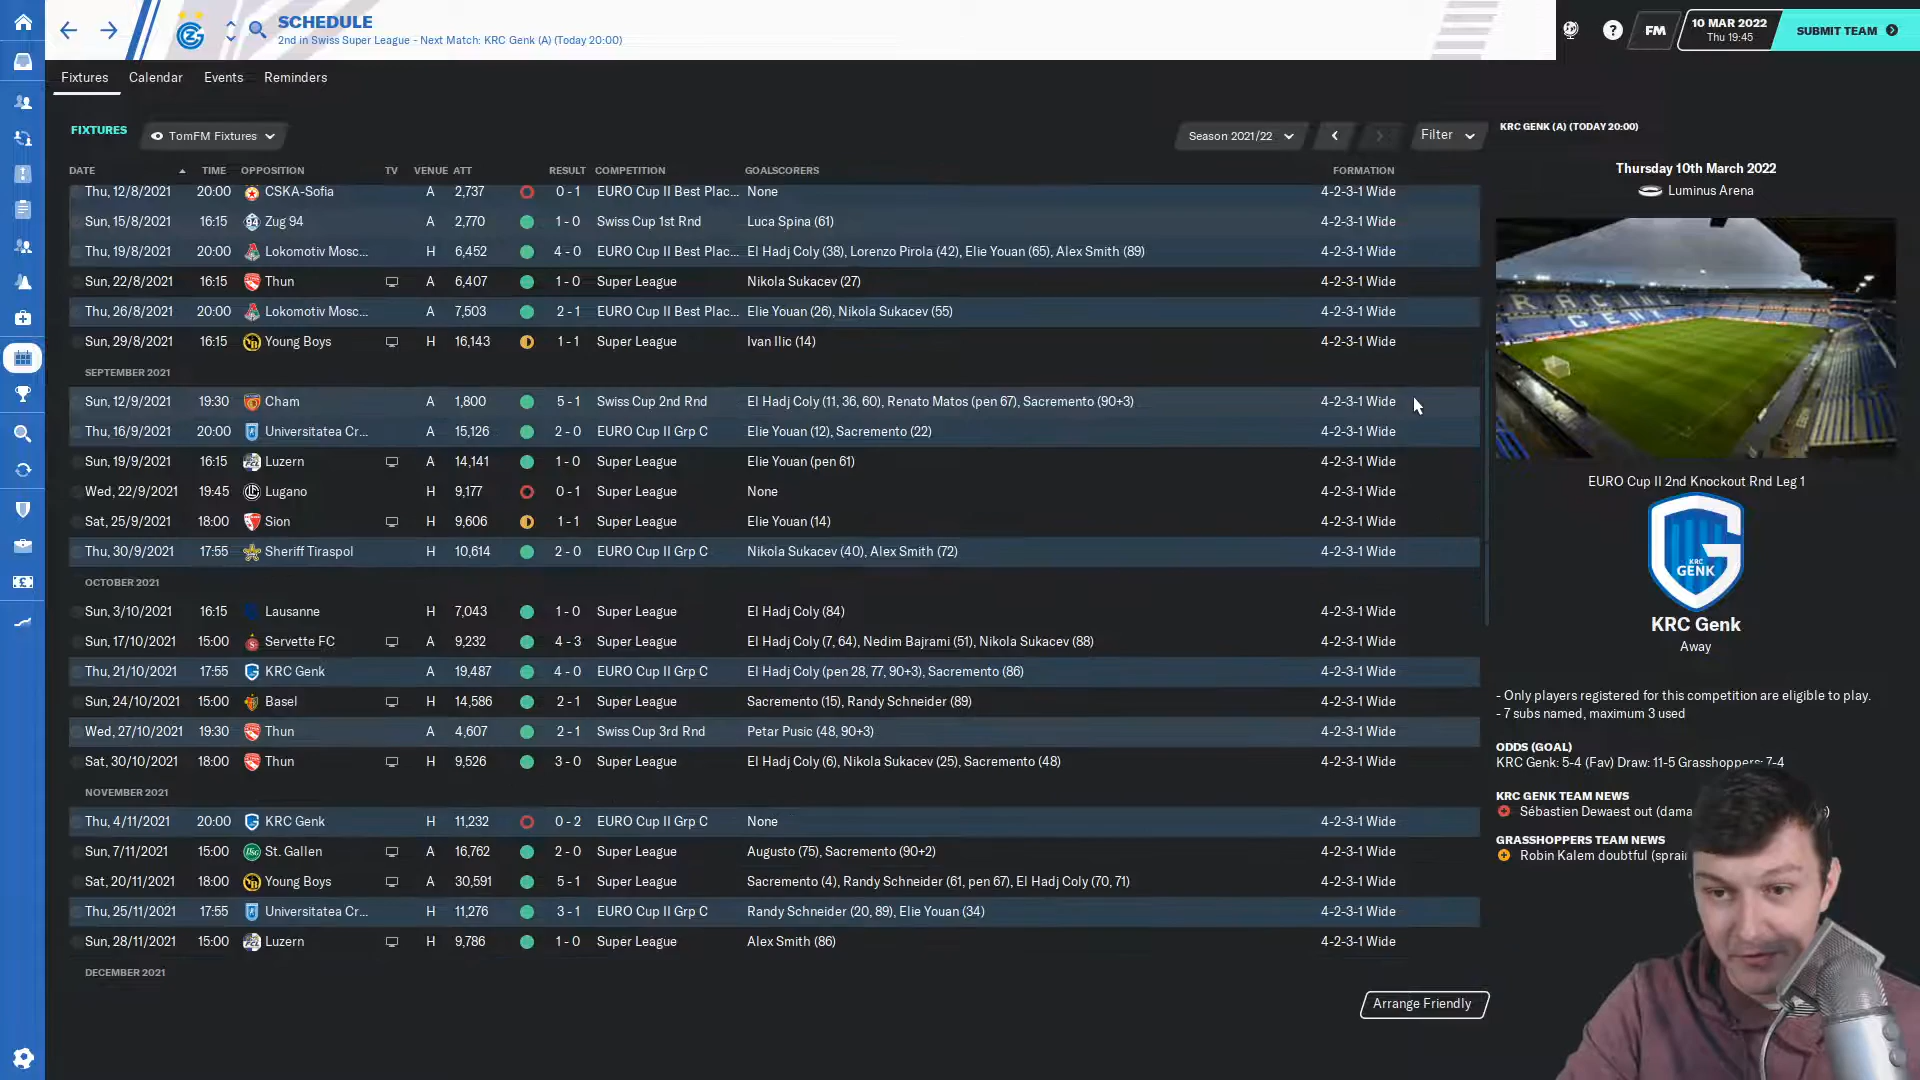 SCHEDULE
2nd in Swiss Super League - Next Match: KRC Genk (A) (Today 20:00)
FM
10 MAR 2022
Thu 19:45
SUBMIT TEAM
Fixtures Calendar Events Reminders
FIXTURES
TomFM Fixtures
Season 2021/22
Filter
DATE TIME OPPOSITION TV VENUE ATT RESULT COMPETITION GOALSCORERS FORMATION
Thu, 12/8/2021 20:00 CSKA-Sofia A 2,737 0 - 1 EURO Cup II Best Plac... None 4-2-3-1 Wide
Sun, 15/8/2021 16:15 Zug 94 A 2,770 1 - 0 Swiss Cup 1st Rnd Luca Spina (61) 4-2-3-1 Wide
Thu, 19/8/2021 20:00 Lokomotiv Mosc... H 6,452 4 - 0 EURO Cup II Best Plac... El Hadj Coly (38), Lorenzo Pirola (42), Elie Youan (65), Alex Smith (89) 4-2-3-1 Wide
Sun, 22/8/2021 16:15 Thun A 6,407 1 - 0 Super League Nikola Sukacev (27) 4-2-3-1 Wide
Thu, 26/8/2021 20:00 Lokomotiv Mosc... A 7,503 2 - 1 EURO Cup II Best Plac... Elie Youan (26), Nikola Sukacev (55) 4-2-3-1 Wide
Sun, 29/8/2021 16:15 Young Boys H 16,143 1 - 1 Super League Ivan Ilic (14) 4-2-3-1 Wide
SEPTEMBER 2021
Sun, 12/9/2021 19:30 Cham A 1,800 5 - 1 Swiss Cup 2nd Rnd El Hadj Coly (11, 36, 60), Renato Matos (pen 67), Sacremento (90+3) 4-2-3-1 Wide
Thu, 16/9/2021 20:00 Universitatea Cr... A 15,126 2 - 0 EURO Cup II Grp C Elie Youan (12), Sacremento (22) 4-2-3-1 Wide
Sun, 19/9/2021 16:15 Luzern A 14,141 1 - 0 Super League Elie Youan (pen 61) 4-2-3-1 Wide
Wed, 22/9/2021 19:45 Lugano H 9,177 0 - 1 Super League None 4-2-3-1 Wide
Sat, 25/9/2021 18:00 Sion H 9,606 1 - 1 Super League Elie Youan (14) 4-2-3-1 Wide
Thu, 30/9/2021 17:55 Sheriff Tiraspol H 10,614 2 - 0 EURO Cup II Grp C Nikola Sukacev (40), Alex Smith (72) 4-2-3-1 Wide
OCTOBER 2021
Sun, 3/10/2021 16:15 Lausanne H 7,043 1 - 0 Super League El Hadj Coly (84) 4-2-3-1 Wide
Sun, 17/10/2021 15:00 Servette FC A 9,232 4 - 3 Super League El Hadj Coly (7, 64), Nedim Bajrami (51), Nikola Sukacev (88) 4-2-3-1 Wide
Thu, 21/10/2021 17:55 KRC Genk A 19,487 4 - 0 EURO Cup II Grp C El Hadj Coly (pen 28, 77, 90+3), Sacremento (86) 4-2-3-1 Wide
Sun, 24/10/2021 15:00 Basel H 14,586 2 - 1 Super League Sacremento (15), Randy Schneider (89) 4-2-3-1 Wide
Wed, 27/10/2021 19:30 Thun A 4,607 2 - 1 Swiss Cup 3rd Rnd Petar Pusic (48, 90+3) 4-2-3-1 Wide
Sat, 30/10/2021 18:00 Thun H 9,526 3 - 0 Super League El Hadj Coly (6), Nikola Sukacev (25), Sacremento (48) 4-2-3-1 Wide
NOVEMBER 2021
Thu, 4/11/2021 20:00 KRC Genk H 11,232 0 - 2 EURO Cup II Grp C None 4-2-3-1 Wide
Sun, 7/11/2021 15:00 St. Gallen A 16,762 2 - 0 Super League Augusto (75), Sacremento (90+2) 4-2-3-1 Wide
Sat, 20/11/2021 18:00 Young Boys A 30,591 5 - 1 Super League Sacremento (4), Randy Schneider (61, pen 67), El Hadj Coly (70, 71) 4-2-3-1 Wide
Thu, 25/11/2021 17:55 Universitatea Cr... H 11,276 3 - 1 EURO Cup II Grp C Randy Schneider (20, 89), Elie Youan (34) 4-2-3-1 Wide
Sun, 28/11/2021 15:00 Luzern H 9,786 1 - 0 Super League Alex Smith (86) 4-2-3-1 Wide
DECEMBER 2021
Arrange Friendly
KRC GENK (A) (TODAY 20:00)
Thursday 10th March 2022
Luminus Arena
RACING
GENK
EURO Cup II 2nd Knockout Rnd Leg 1
KRC
GENK
KRC Genk
Away
- Only players registered for this competition are eligible to play.
- 7 subs named, maximum 3 used
ODDS (GOAL)
KRC Genk: 5-4 (Fav) Draw: 11-5 Grasshoppers: 7-4
KRC GENK TEAM NEWS
Sébastien Dewaest out
GRASSHOPPERS TEAM NEWS
Robin Kalem doubtful